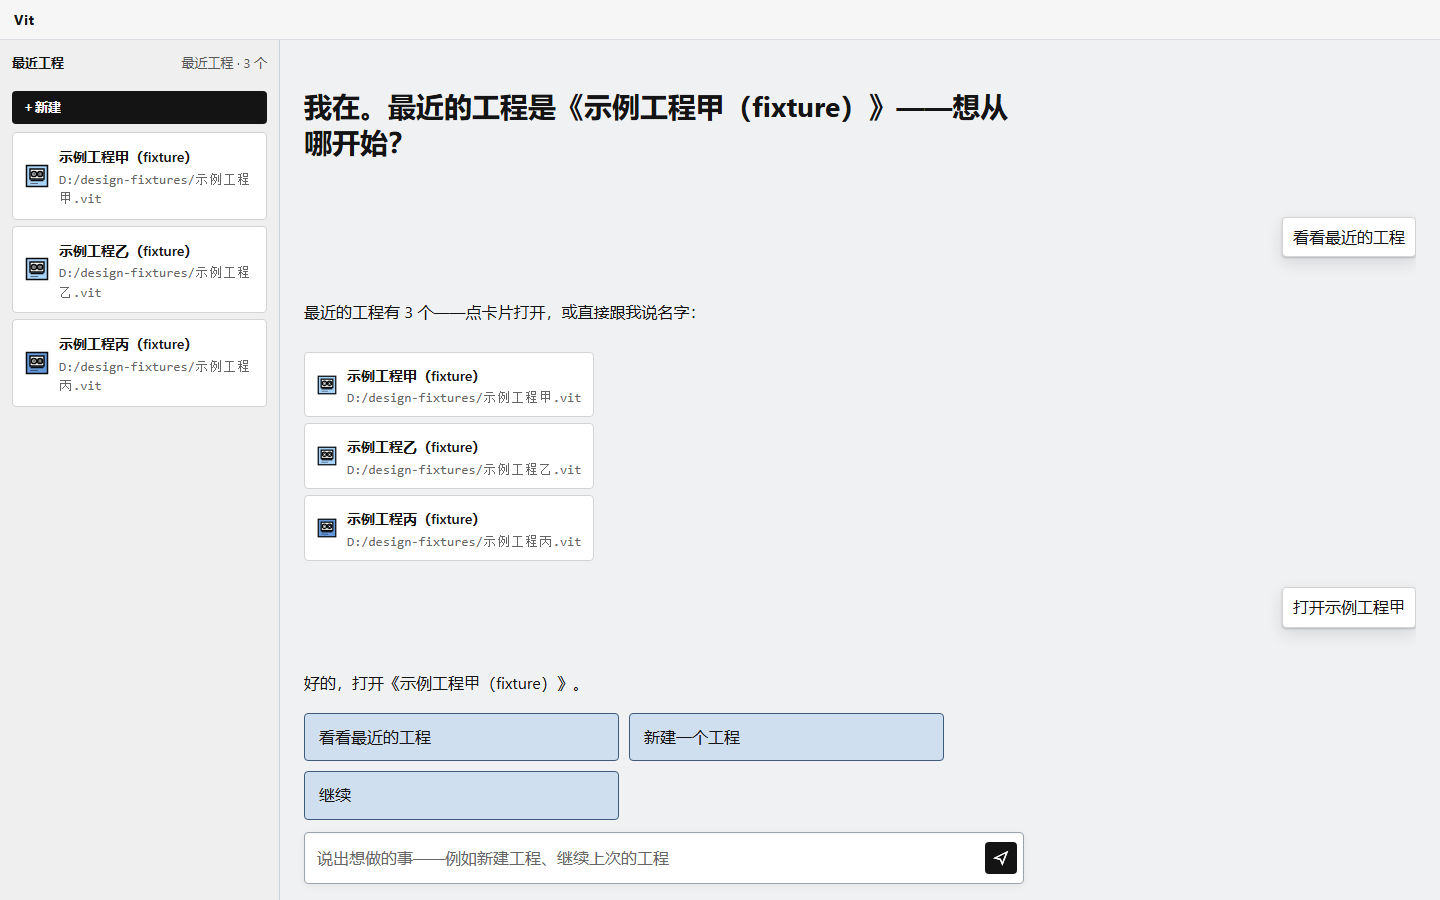 Vit
最近工程
最近工程 · 3 个
+ 新建
示例工程甲（fixture）
D:/design-fixtures/示例工程
甲.vit
示例工程乙（fixture）
D:/design-fixtures/示例工程
乙.vit
示例工程丙（fixture）
D:/design-fixtures/示例工程
丙.vit
我在。最近的工程是《示例工程甲（fixture）》——想从
哪开始？
看看最近的工程
最近的工程有 3 个——点卡片打开，或直接跟我说名字：
示例工程甲（fixture）
D:/design-fixtures/示例工程甲.vit
示例工程乙（fixture）
D:/design-fixtures/示例工程乙.vit
示例工程丙（fixture）
D:/design-fixtures/示例工程丙.vit
打开示例工程甲
好的，打开《示例工程甲（fixture）》。
看看最近的工程
新建一个工程
继续
说出想做的事——例如新建工程、继续上次的工程